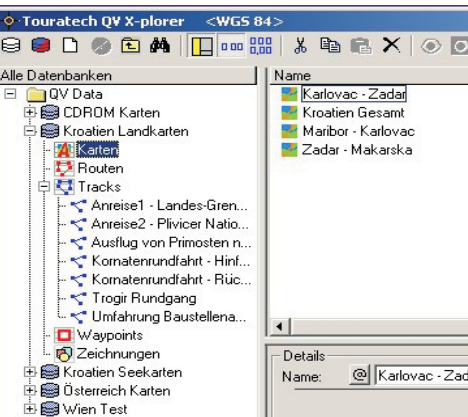 Touratech QV X-plorer <WGS 84>
Alle Datenbanken
QV Data
CDROM Karten
Kroatien Landkarten
Karten
Routen
Tracks
Anreise1 - Landes-Gren...
Anreise2 - Plivicer Natio...
Ausflug von Primosten n...
Kornatenrundfahrt - Hinf...
Kornatenrundfahrt - Rüc...
Trogir Rundgang
Umfahrung Baustellena...
Waypoints
Zeichnungen
Kroatien Seekarten
Österreich Karten
Wien Test
Name
Karlovac - Zadar
Kroatien Gesamt
Maribor - Karlovac
Zadar - Makarska
Details
Name: @ Karlovac - Zad